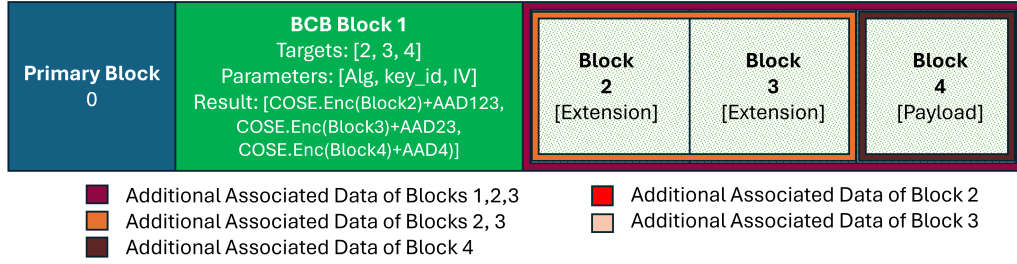 Primary Block
0
BCB Block 1
Targets: [2, 3, 4]
Parameters: [Alg, key_id, IV]
Result: [COSE.Enc(Block2)+AAD123,
COSE.Enc(Block3)+AAD23,
COSE.Enc(Block4)+AAD4)]
Block
2
[Extension]
Block
3
[Extension]
Block
4
[Payload]
Additional Associated Data of Blocks 1,2,3
Additional Associated Data of Blocks 2, 3
Additional Associated Data of Block 4
Additional Associated Data of Block 2
Additional Associated Data of Block 3